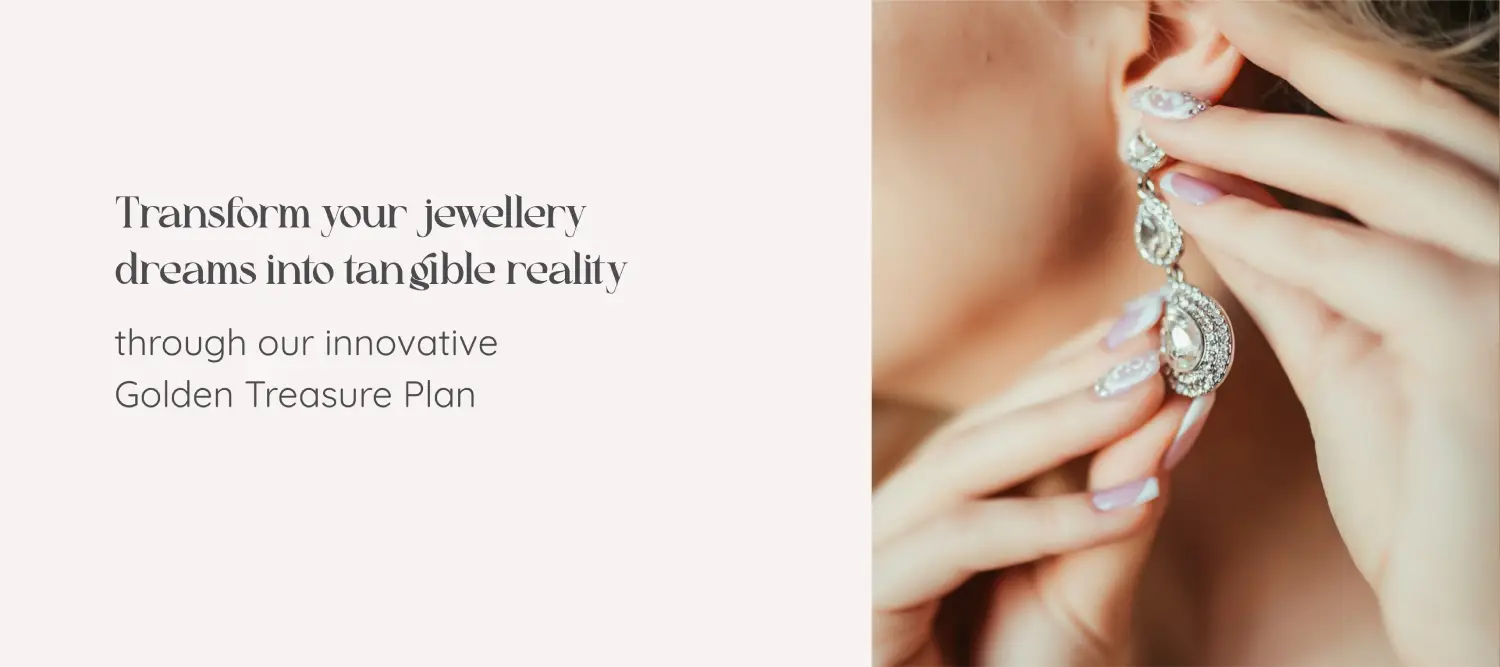 Transform your jewellery
dreams into tangible reality
through our innovative
Golden Treasure Plan